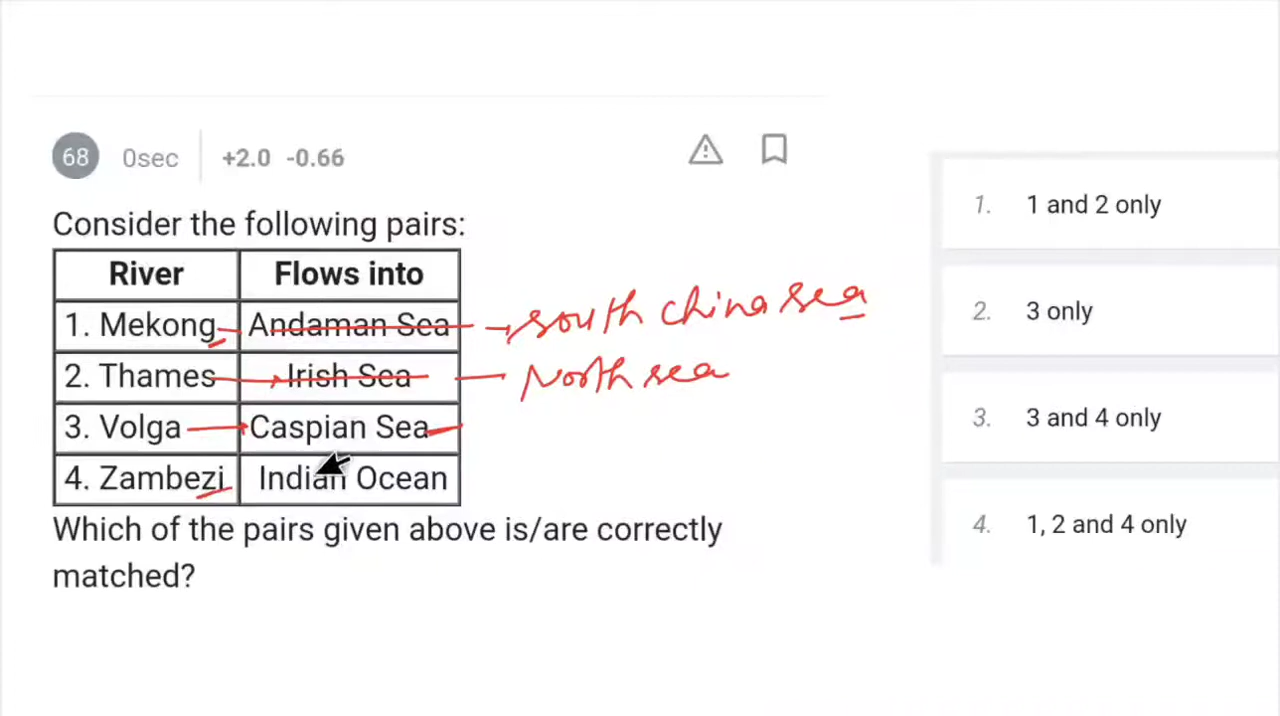 68 0sec +2.0 -0.66
Consider the following pairs:
River Flows into
1. Mekong Andaman Sea → south china sea
2. Thames Irish Sea North sea
3. Volga Caspian Sea
4. Zambezi Indian Ocean
Which of the pairs given above is/are correctly
matched?
1. 1 and 2 only
2. 3 only
3. 3 and 4 only
4. 1, 2 and 4 only